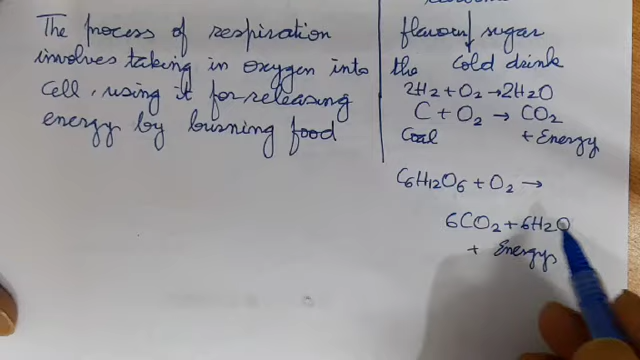 The process of respiration
involves taking in oxygen into
cell, using it for releasing
energy by burning food
flavour↓sugar
the cold drink
2H2 + O2 → 2H2O
C + O2 → CO2
Coal + Energy
C6H12O6 + O2 →
6CO2 + 6H2O
+ Energy